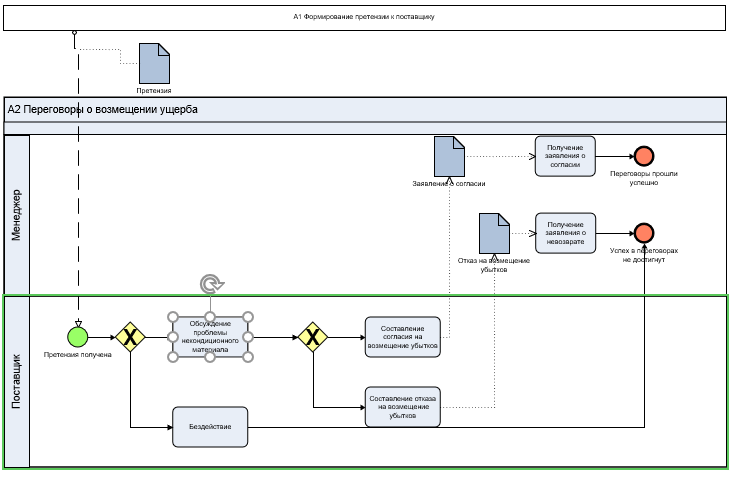 А1 Формирование претензии к поставщику
Претензия
А2 Переговоры о возмещении ущерба
Менеджер
Заявление о согласии
Получение
заявления о
согласии
Переговоры прошли
успешно
Отказ на возмещение
убытков
Получение
заявления о
невозврате
Успех в переговорах
не достигнут
Поставщик
Претензия получена
X
Обсуждение
проблемы
некондиционного
материала
X
Составление
согласия на
возмещение убытков
Составление отказа
на возмещение
убытков
Бездействие